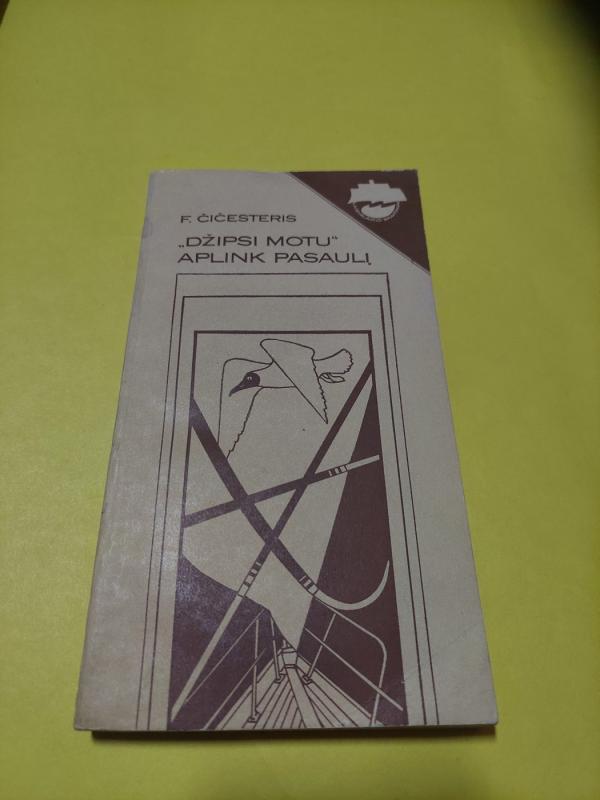 F. ČIČESTERIS
„DŽIPSI MOTU“
APLINK PASAULĮ